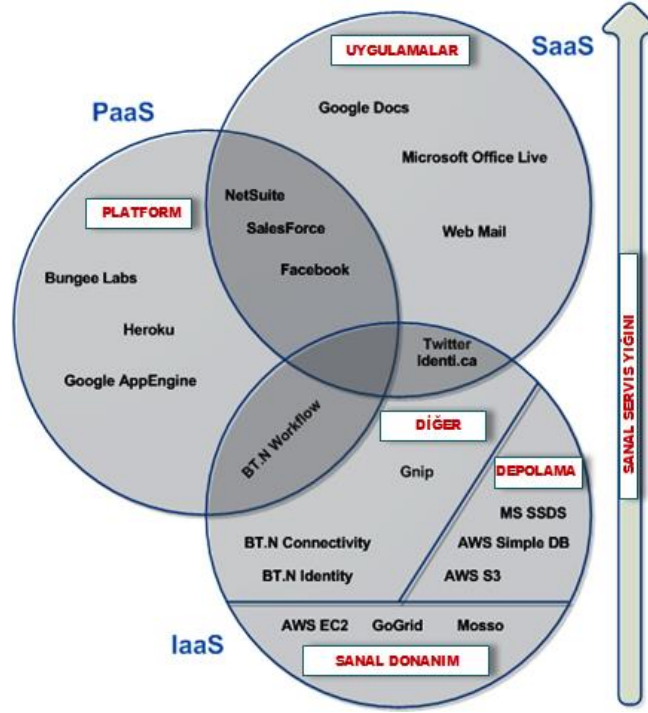 UYGULAMALAR
SaaS
Google Docs
PaaS
Microsoft Office Live
NetSuite
PLATFORM
SalesForce
Web Mail
Facebook
Bungee Labs
Heroku
Twitter
Identi.ca
Google AppEngine
BT.N Workflow
DİĞER
Gnip
DEPOLAMA
MS SSDS
BT.N Connectivity
AWS Simple DB
BT.N Identity
AWS S3
AWS EC2 GoGrid Mosso
IaaS
SANAL DONANIM
SANAL SERVIS YIĞINI